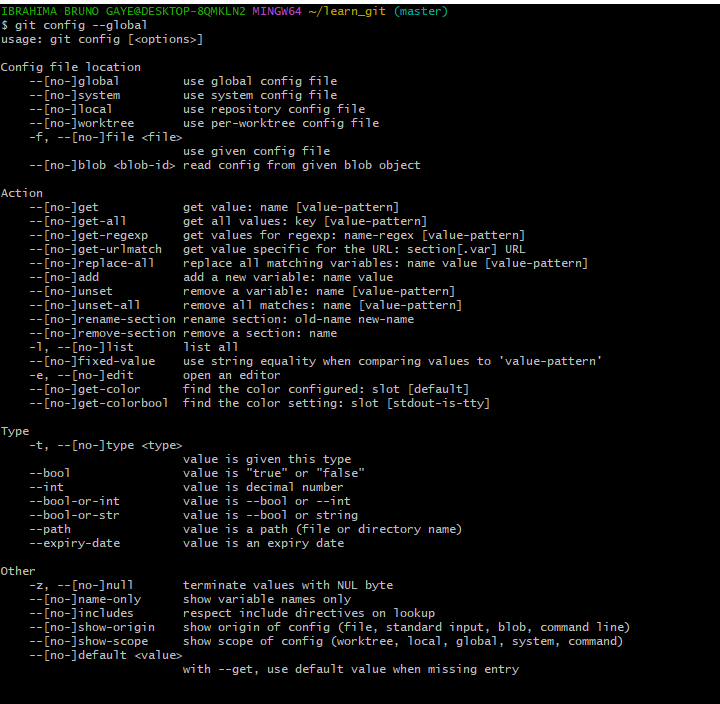 IBRAHIMA BRUNO GAYE@DESKTOP-8QMKLN2 MINGW64 ~/learn_git (master)
$ git config --global
usage: git config [<options>]

Config file location
    --[no-]global         use global config file
    --[no-]system         use system config file
    --[no-]local          use repository config file
    --[no-]worktree       use per-worktree config file
    -f, --[no-]file <file>
                          use given config file
    --[no-]blob <blob-id> read config from given blob object

Action
    --[no-]get            get value: name [value-pattern]
    --[no-]get-all        get all values: key [value-pattern]
    --[no-]get-regexp     get values for regexp: name-regex [value-pattern]
    --[no-]get-urlmatch   get value specific for the URL: section[.var] URL
    --[no-]replace-all    replace all matching variables: name value [value-pattern]
    --[no-]add            add a new variable: name value
    --[no-]unset          remove a variable: name [value-pattern]
    --[no-]unset-all      remove all matches: name [value-pattern]
    --[no-]rename-section rename section: old-name new-name
    --[no-]remove-section remove a section: name
    -l, --[no-]list       list all
    --[no-]fixed-value    use string equality when comparing values to 'value-pattern'
    -e, --[no-]edit       open an editor
    --[no-]get-color      find the color configured: slot [default]
    --[no-]get-colorbool  find the color setting: slot [stdout-is-tty]

Type
    -t, --[no-]type <type>
                          value is given this type
    --bool                value is "true" or "false"
    --int                 value is decimal number
    --bool-or-int         value is --bool or --int
    --bool-or-str         value is --bool or string
    --path                value is a path (file or directory name)
    --expiry-date         value is an expiry date

Other
    -z, --[no-]null       terminate values with NUL byte
    --[no-]name-only      show variable names only
    --[no-]includes       respect include directives on lookup
    --[no-]show-origin    show origin of config (file, standard input, blob, command line)
    --[no-]show-scope     show scope of config (worktree, local, global, system, command)
    --[no-]default <value>
                          with --get, use default value when missing entry